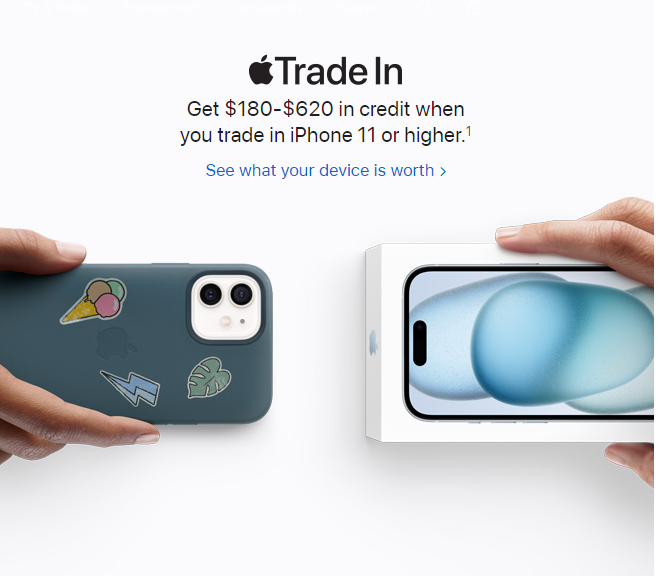 Trade In
Get $180-$620 in credit when
you trade in iPhone 11 or higher.1
See what your device is worth >